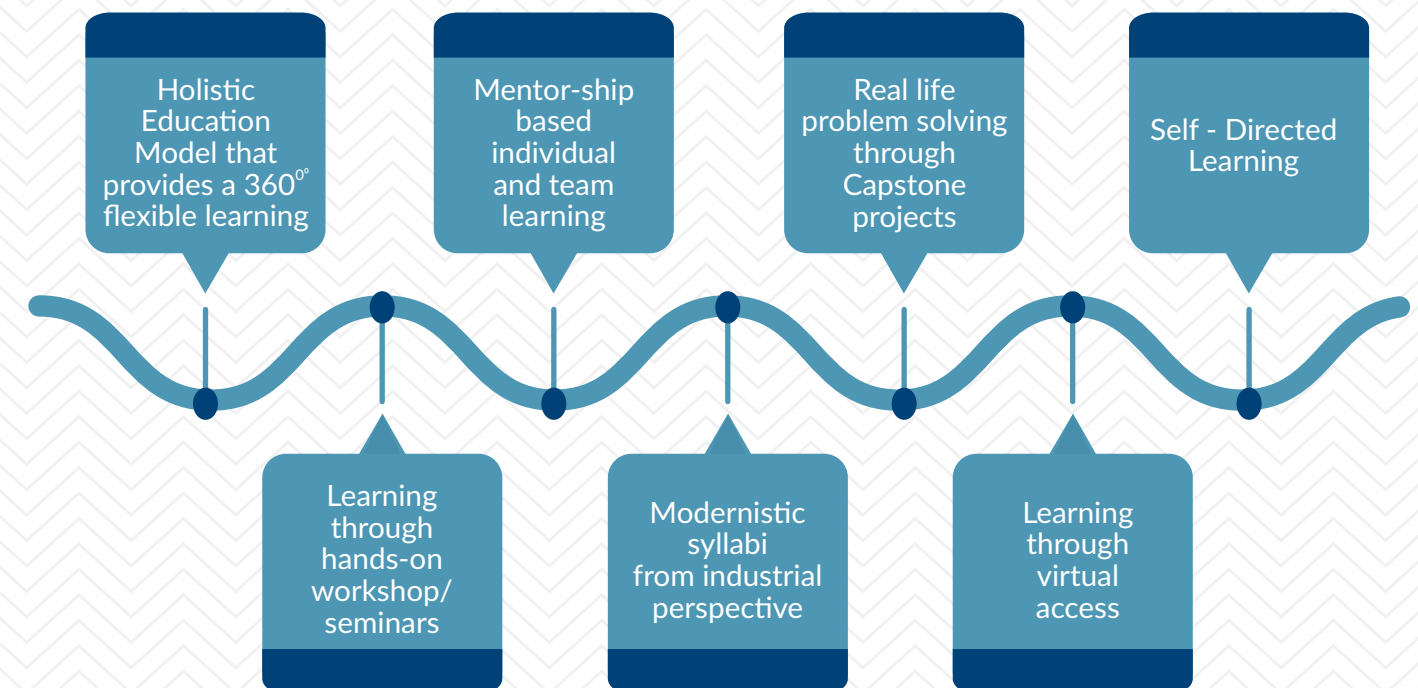 Holistic
Education
Model that
provides a 360⁰°
flexible learning
Mentor-ship
based
individual
and team
learning
Real life
problem solving
through
Capstone
projects
Self - Directed
Learning
Learning
through
hands-on
workshop/
seminars
Modernistic
syllabi
from industrial
perspective
Learning
through
virtual
access